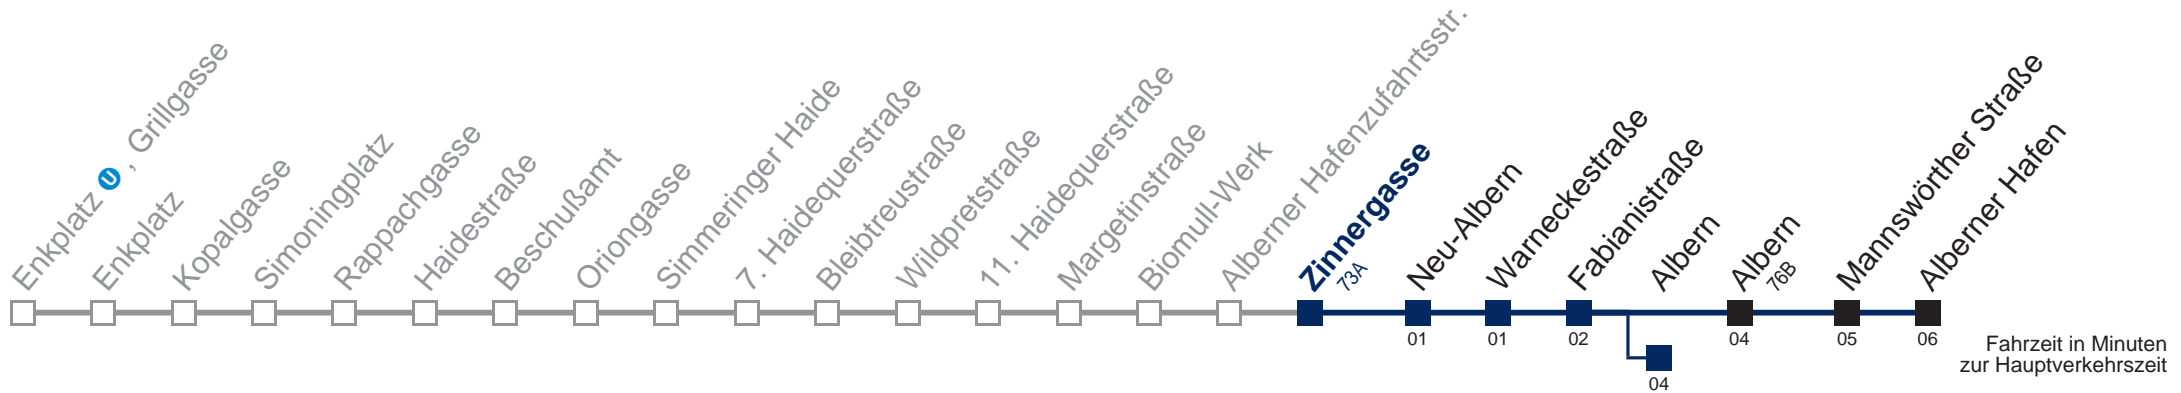 Enkplatz U, Grillgasse
Enkplatz
Kopalgasse
Simoningplatz
Rappachgasse
Haidestraße
Beschußamt
Oriongasse
Simmeringer Haide
7. Haidequerstraße
Bleibtreustraße
Wildpretstraße
11. Haidequerstraße
Margetinstraße
Biomull-Werk
Alberner Hafenzufahrtsstr.
Zinnergasse
73A
Neu-Albern
Warneckestraße
Fabianistraße
Albern
Albern
76B
Mannswörther Straße
Alberner Hafen
01
01
02
04
05
06
04
Fahrzeit in Minuten
zur Hauptverkehrszeit